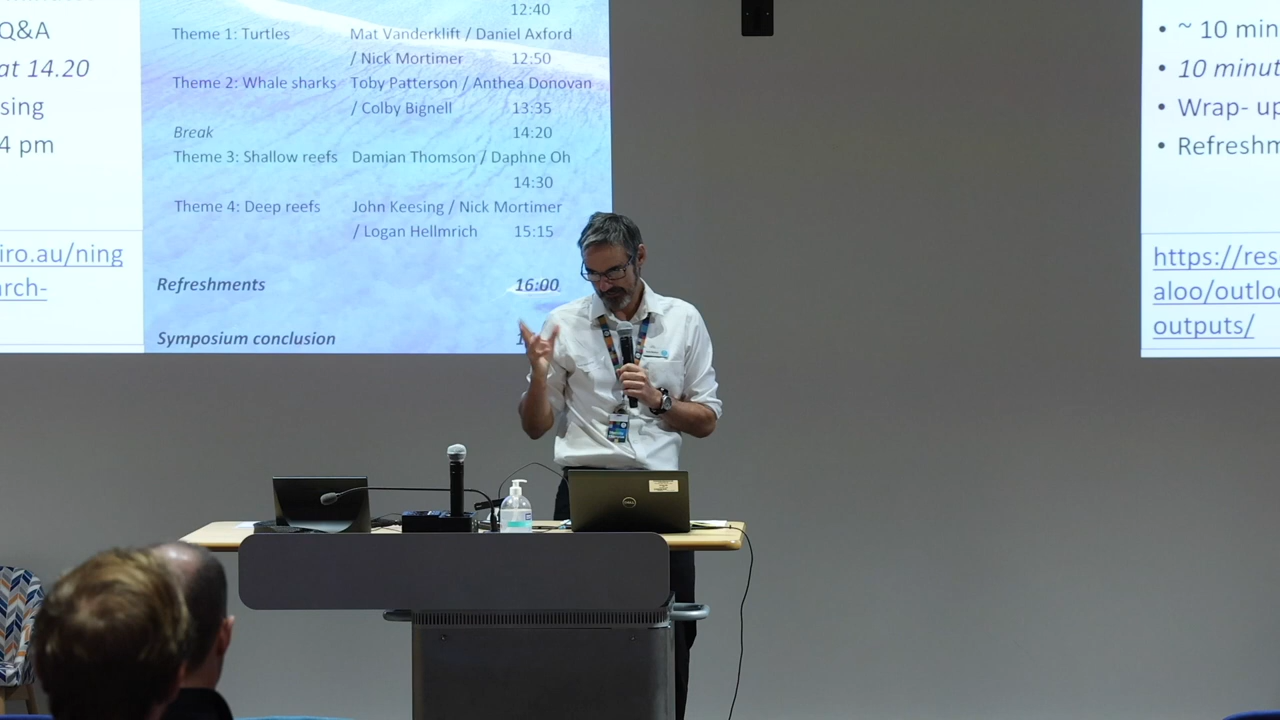 Q&A
at 14.20
sing
4 pm
iro.au/ning
rch-
12:40
Theme 1: Turtles Mat Vanderklift / Daniel Axford
/ Nick Mortimer 12:50
Theme 2: Whale sharks Toby Patterson / Anthea Donovan
/ Colby Bignell 13:35
Break 14:20
Theme 3: Shallow reefs Damian Thomson / Daphne Oh
14:30
Theme 4: Deep reefs John Keesing / Nick Mortimer
/ Logan Hellmrich 15:15
Refreshments 16:00
Symposium conclusion
• ~ 10 min
• 10 minut
• Wrap- up
• Refreshm
https://res
aloo/outloo
outputs/
DELL